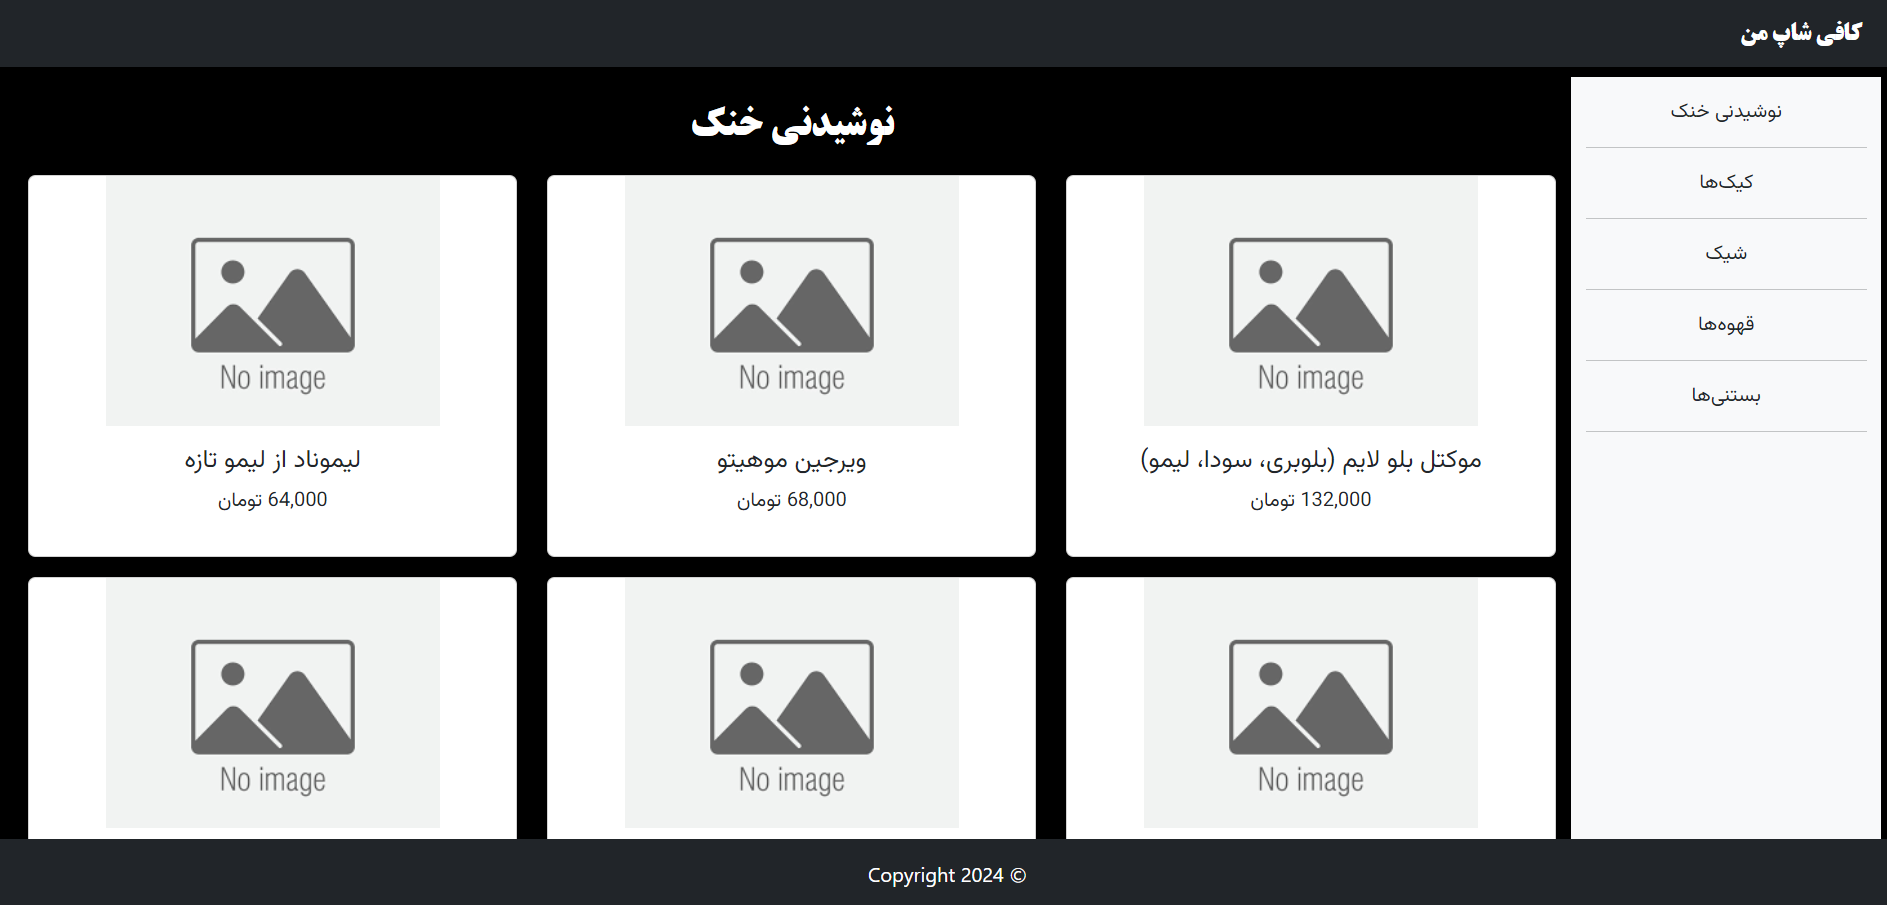 کافی شاپ من
نوشیدنی خنک
کیک‌ها
شیک
قهوه‌ها
بستنی‌ها
نوشیدنی خنک
No image
موکتل بلو لایم (بلوبری، سودا، لیمو)
132,000 تومان
No image
ویرجین موهیتو
68,000 تومان
No image
لیموناد از لیمو تازه
64,000 تومان
No image
No image
No image
Copyright 2024 ©